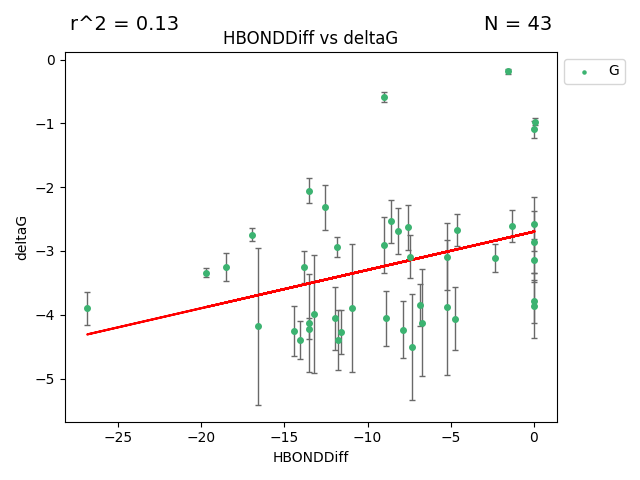 r^2 = 0.13
N = 43
HBONDDiff vs deltaG
G
0
−1
−2
−3
−4
−5
deltaG
−25
−20
−15
−10
−5
0
HBONDDiff